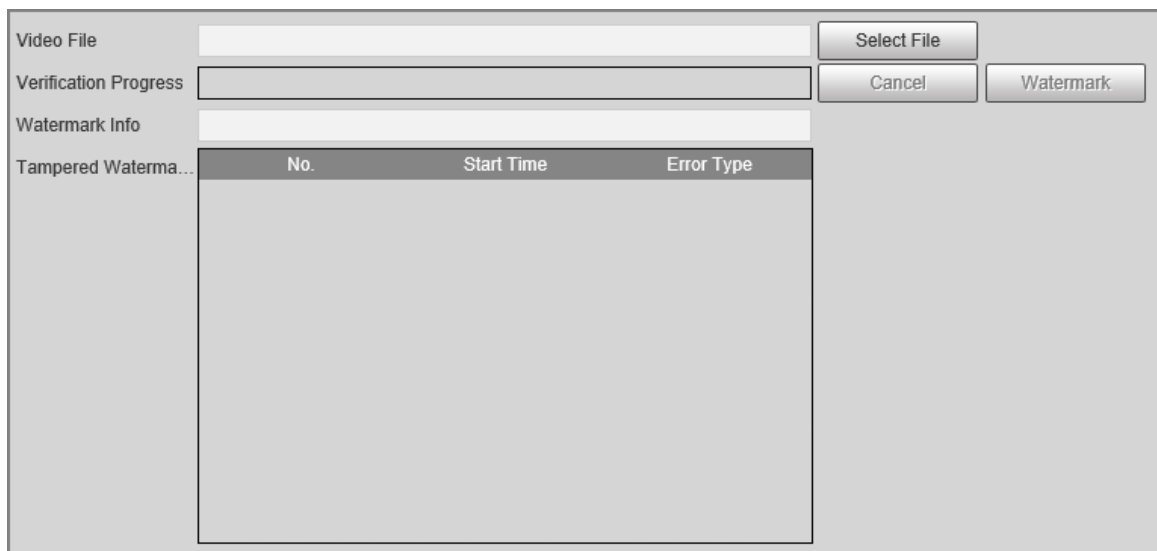 Video File Select File
Verification Progress Cancel Watermark
Watermark Info
Tampered Waterma... No. Start Time Error Type